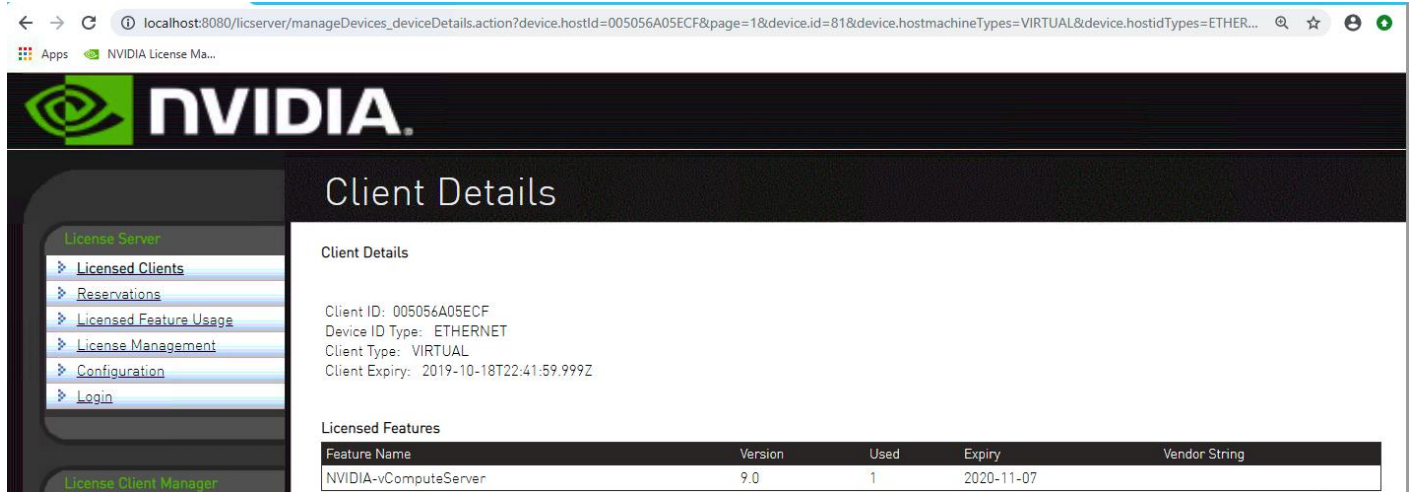 localhost:8080/licserver/manageDevices_deviceDetails.action?device.hostId=005056A05ECF&page=1&device.id=81&device.hostmachineTypes=VIRTUAL&device.hostidTypes=ETHER...
Apps NVIDIA License Ma...
NVIDIA.
Client Details
License Server
Licensed Clients
Reservations
Licensed Feature Usage
License Management
Configuration
Login
License Client Manager
Client Details
Client ID: 005056A05ECF
Device ID Type: ETHERNET
Client Type: VIRTUAL
Client Expiry: 2019-10-18T22:41:59.999Z
Licensed Features
Feature Name Version Used Expiry Vendor String
NVIDIA-vComputeServer 9.0 1 2020-11-07